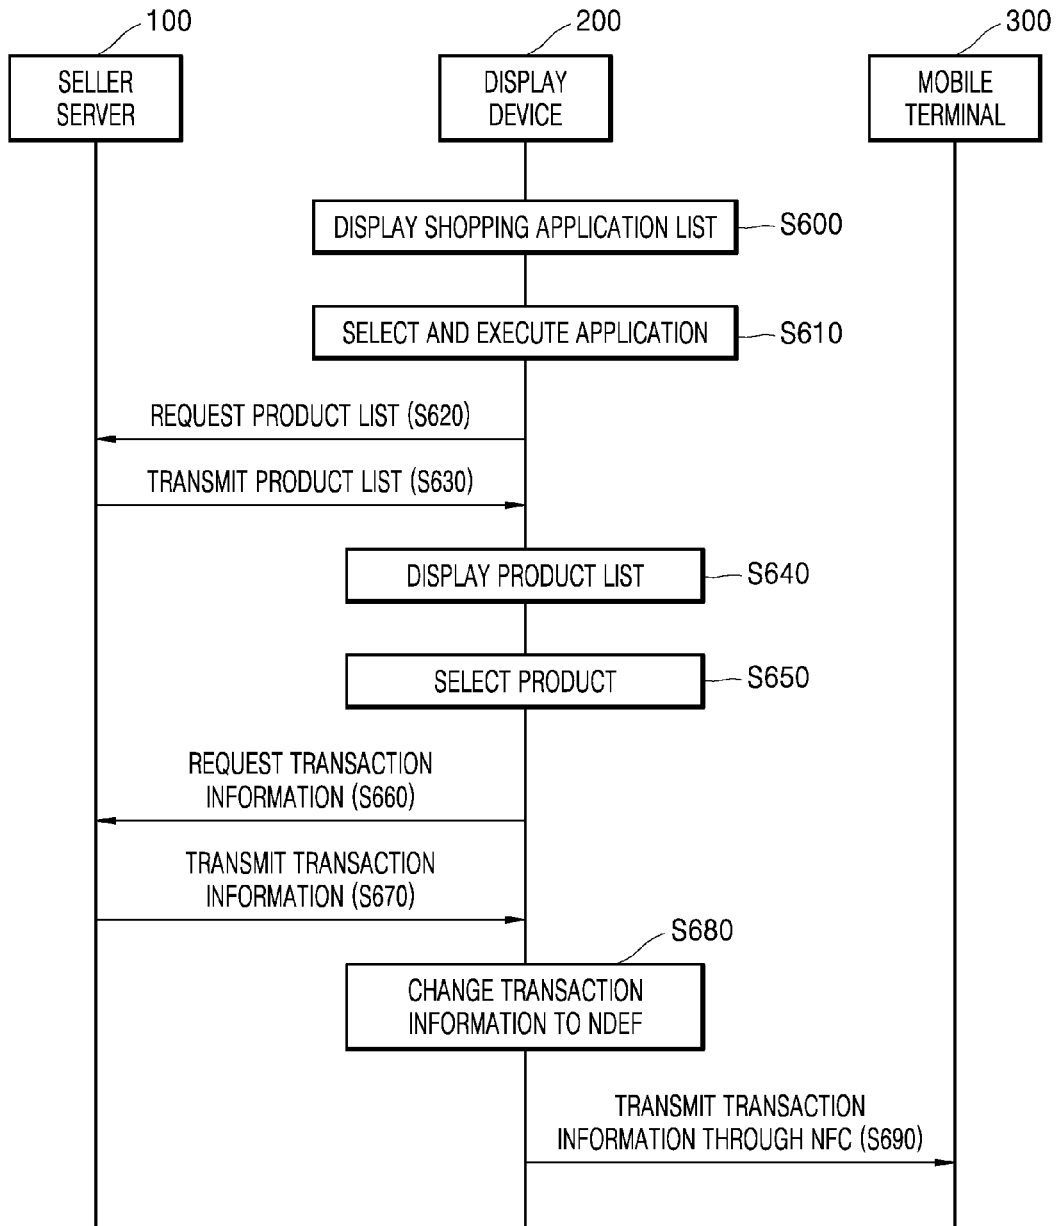 100
200
300
SELLER
SERVER
DISPLAY
DEVICE
MOBILE
TERMINAL
DISPLAY SHOPPING APPLICATION LIST
S600
SELECT AND EXECUTE APPLICATION
S610
REQUEST PRODUCT LIST (S620)
TRANSMIT PRODUCT LIST (S630)
DISPLAY PRODUCT LIST
S640
SELECT PRODUCT
S650
REQUEST TRANSACTION
INFORMATION (S660)
TRANSMIT TRANSACTION
INFORMATION (S670)
S680
CHANGE TRANSACTION
INFORMATION TO NDEF
TRANSMIT TRANSACTION
INFORMATION THROUGH NFC (S690)